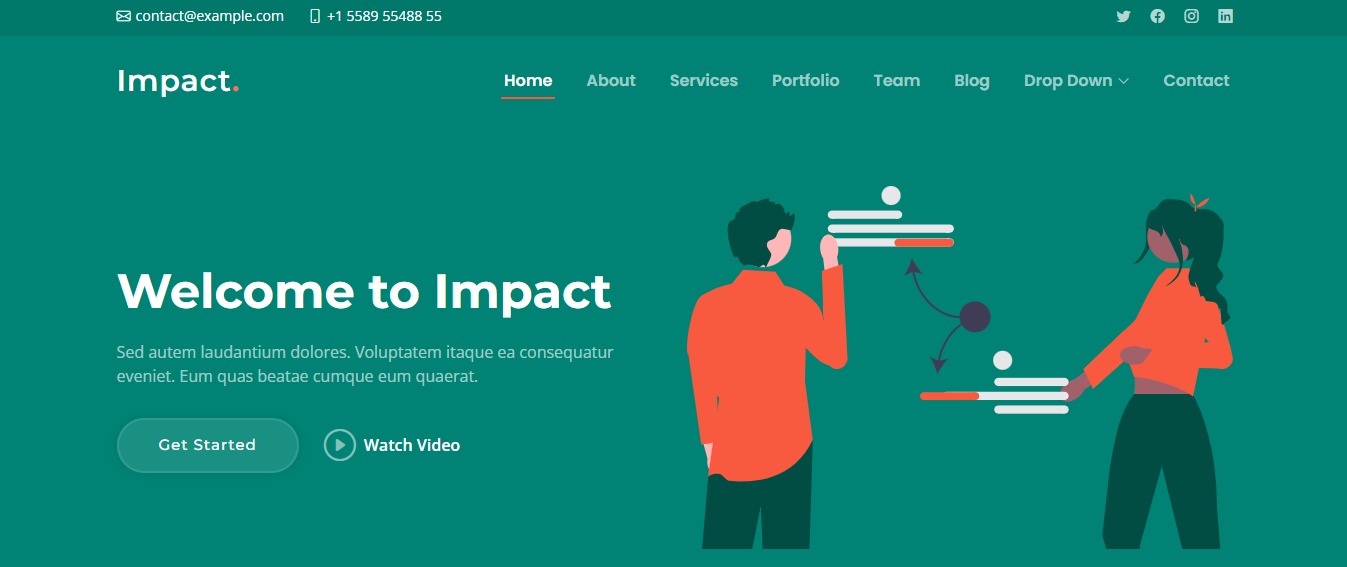 contact@example.com +1 5589 55488 55
Impact.
Home About Services Portfolio Team Blog Drop Down Contact
Welcome to Impact
Sed autem laudantium dolores. Voluptatem itaque ea consequatur
eveniet. Eum quas beatae cumque eum quaerat.
Get Started Watch Video